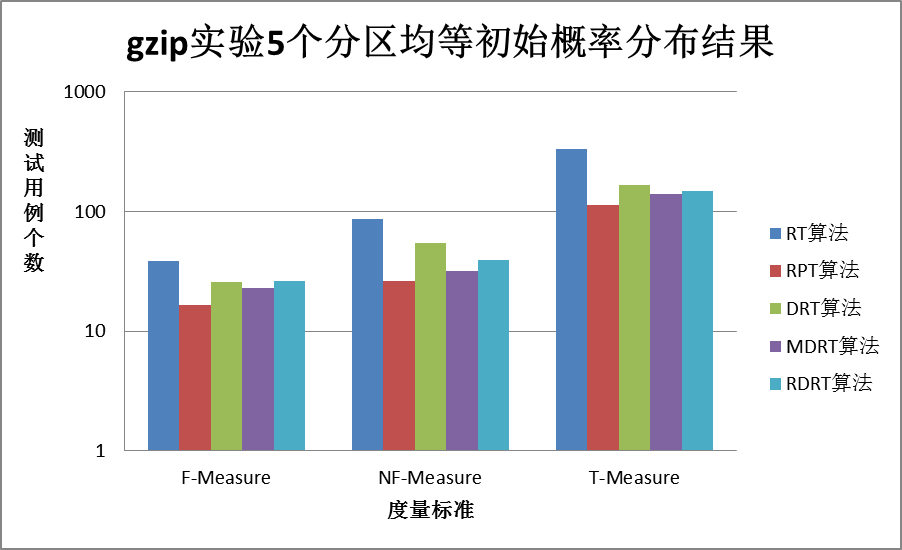 gzip实验5个分区均等初始概率分布结果
测试用例个数
1000
100
10
1
F-Measure
NF-Measure
T-Measure
度量标准
RT算法
RPT算法
DRT算法
MDRT算法
RDRT算法